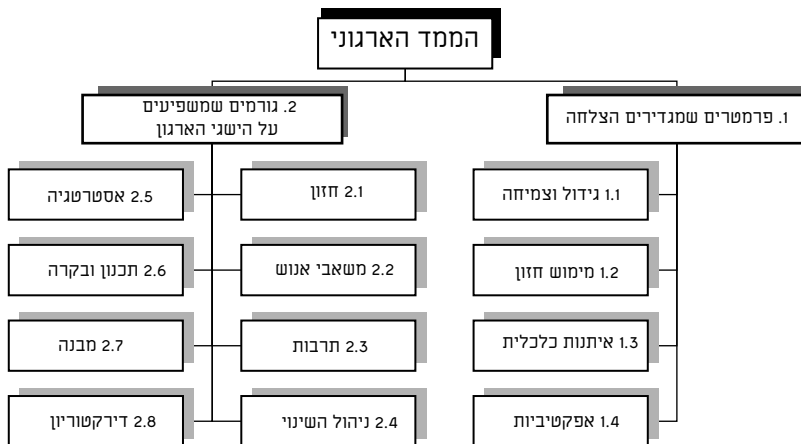 הממד הארגוני
1. פרמטרים שמגדירים הצלחה
1.1 גידול וצמיחה
1.2 מימוש חזון
1.3 איתנות כלכלית
1.4 אפקטיביות
2. גורמים שמשפיעים
על הישגי הארגון
2.1 חזון
2.2 משאבי אנוש
2.3 תרבות
2.4 ניהול השינוי
2.5 אסטרטגיה
2.6 תכנון ובקרה
2.7 מבנה
2.8 דירקטוריון